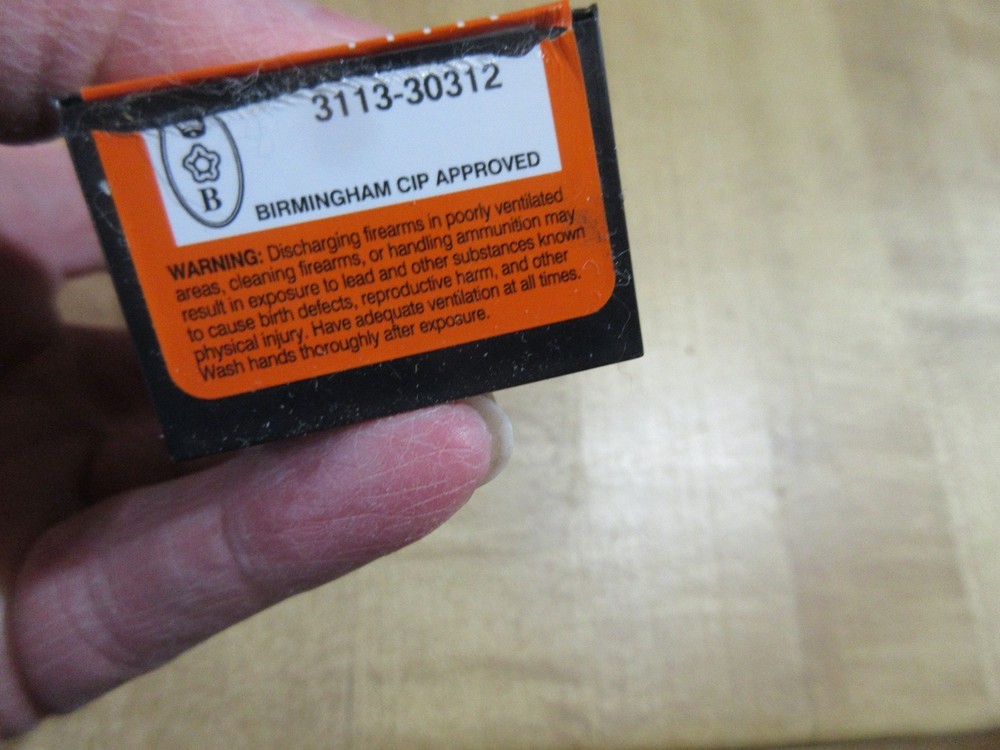 3113-30312
B
BIRMINGHAM CIP APPROVED
WARNING: Discharging firearms in poorly ventilated
areas, cleaning firearms, or handling ammunition may
result in exposure to lead and other substances known
to cause birth defects, reproductive harm, and other
physical injury. Have adequate ventilation at all times.
Wash hands thoroughly after exposure.